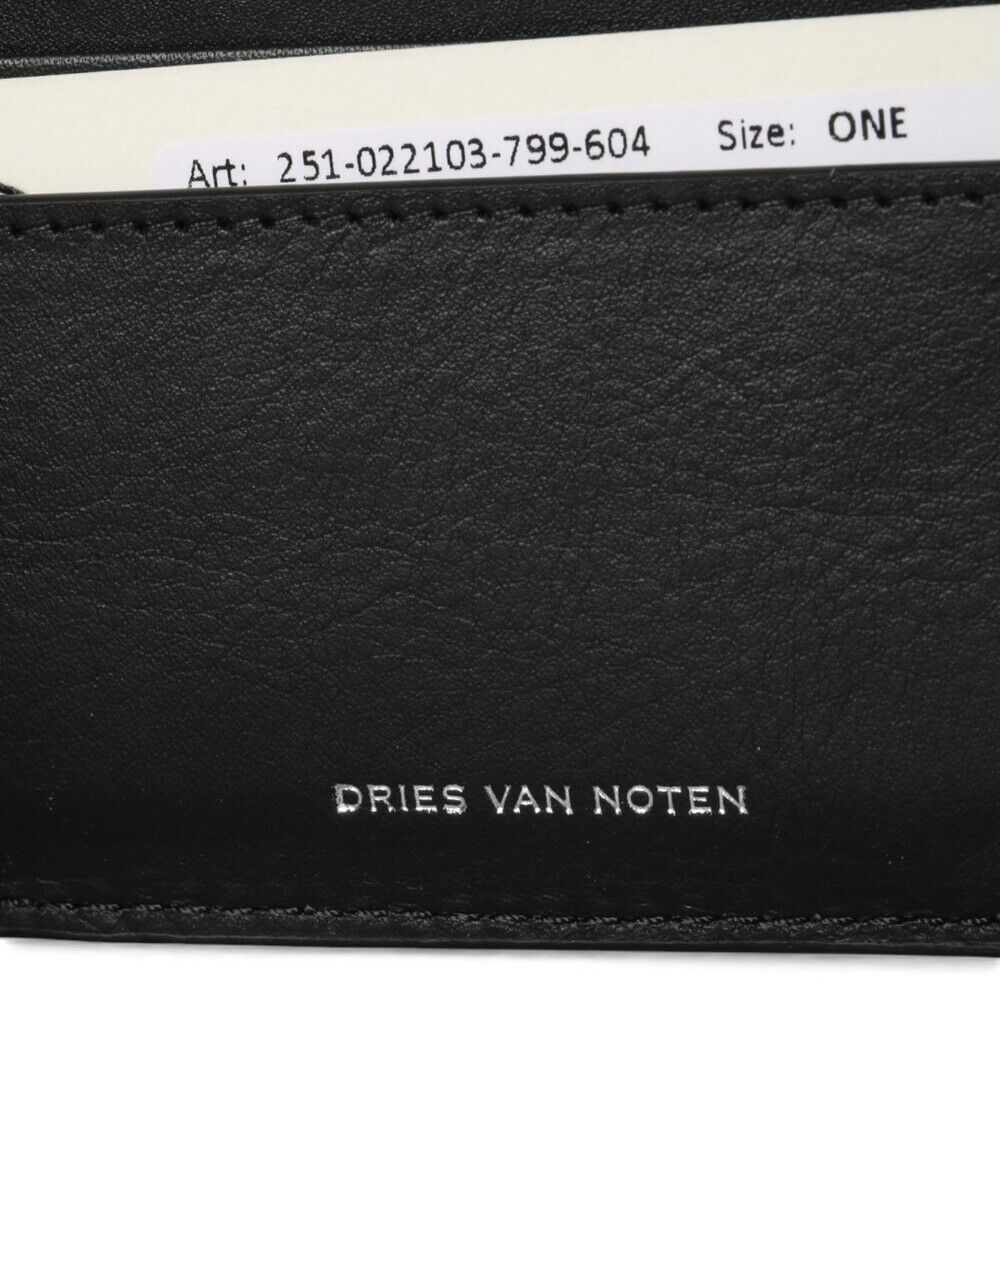 Art: 251-022103-799-604 Size: ONE
DRIES VAN NOTEN